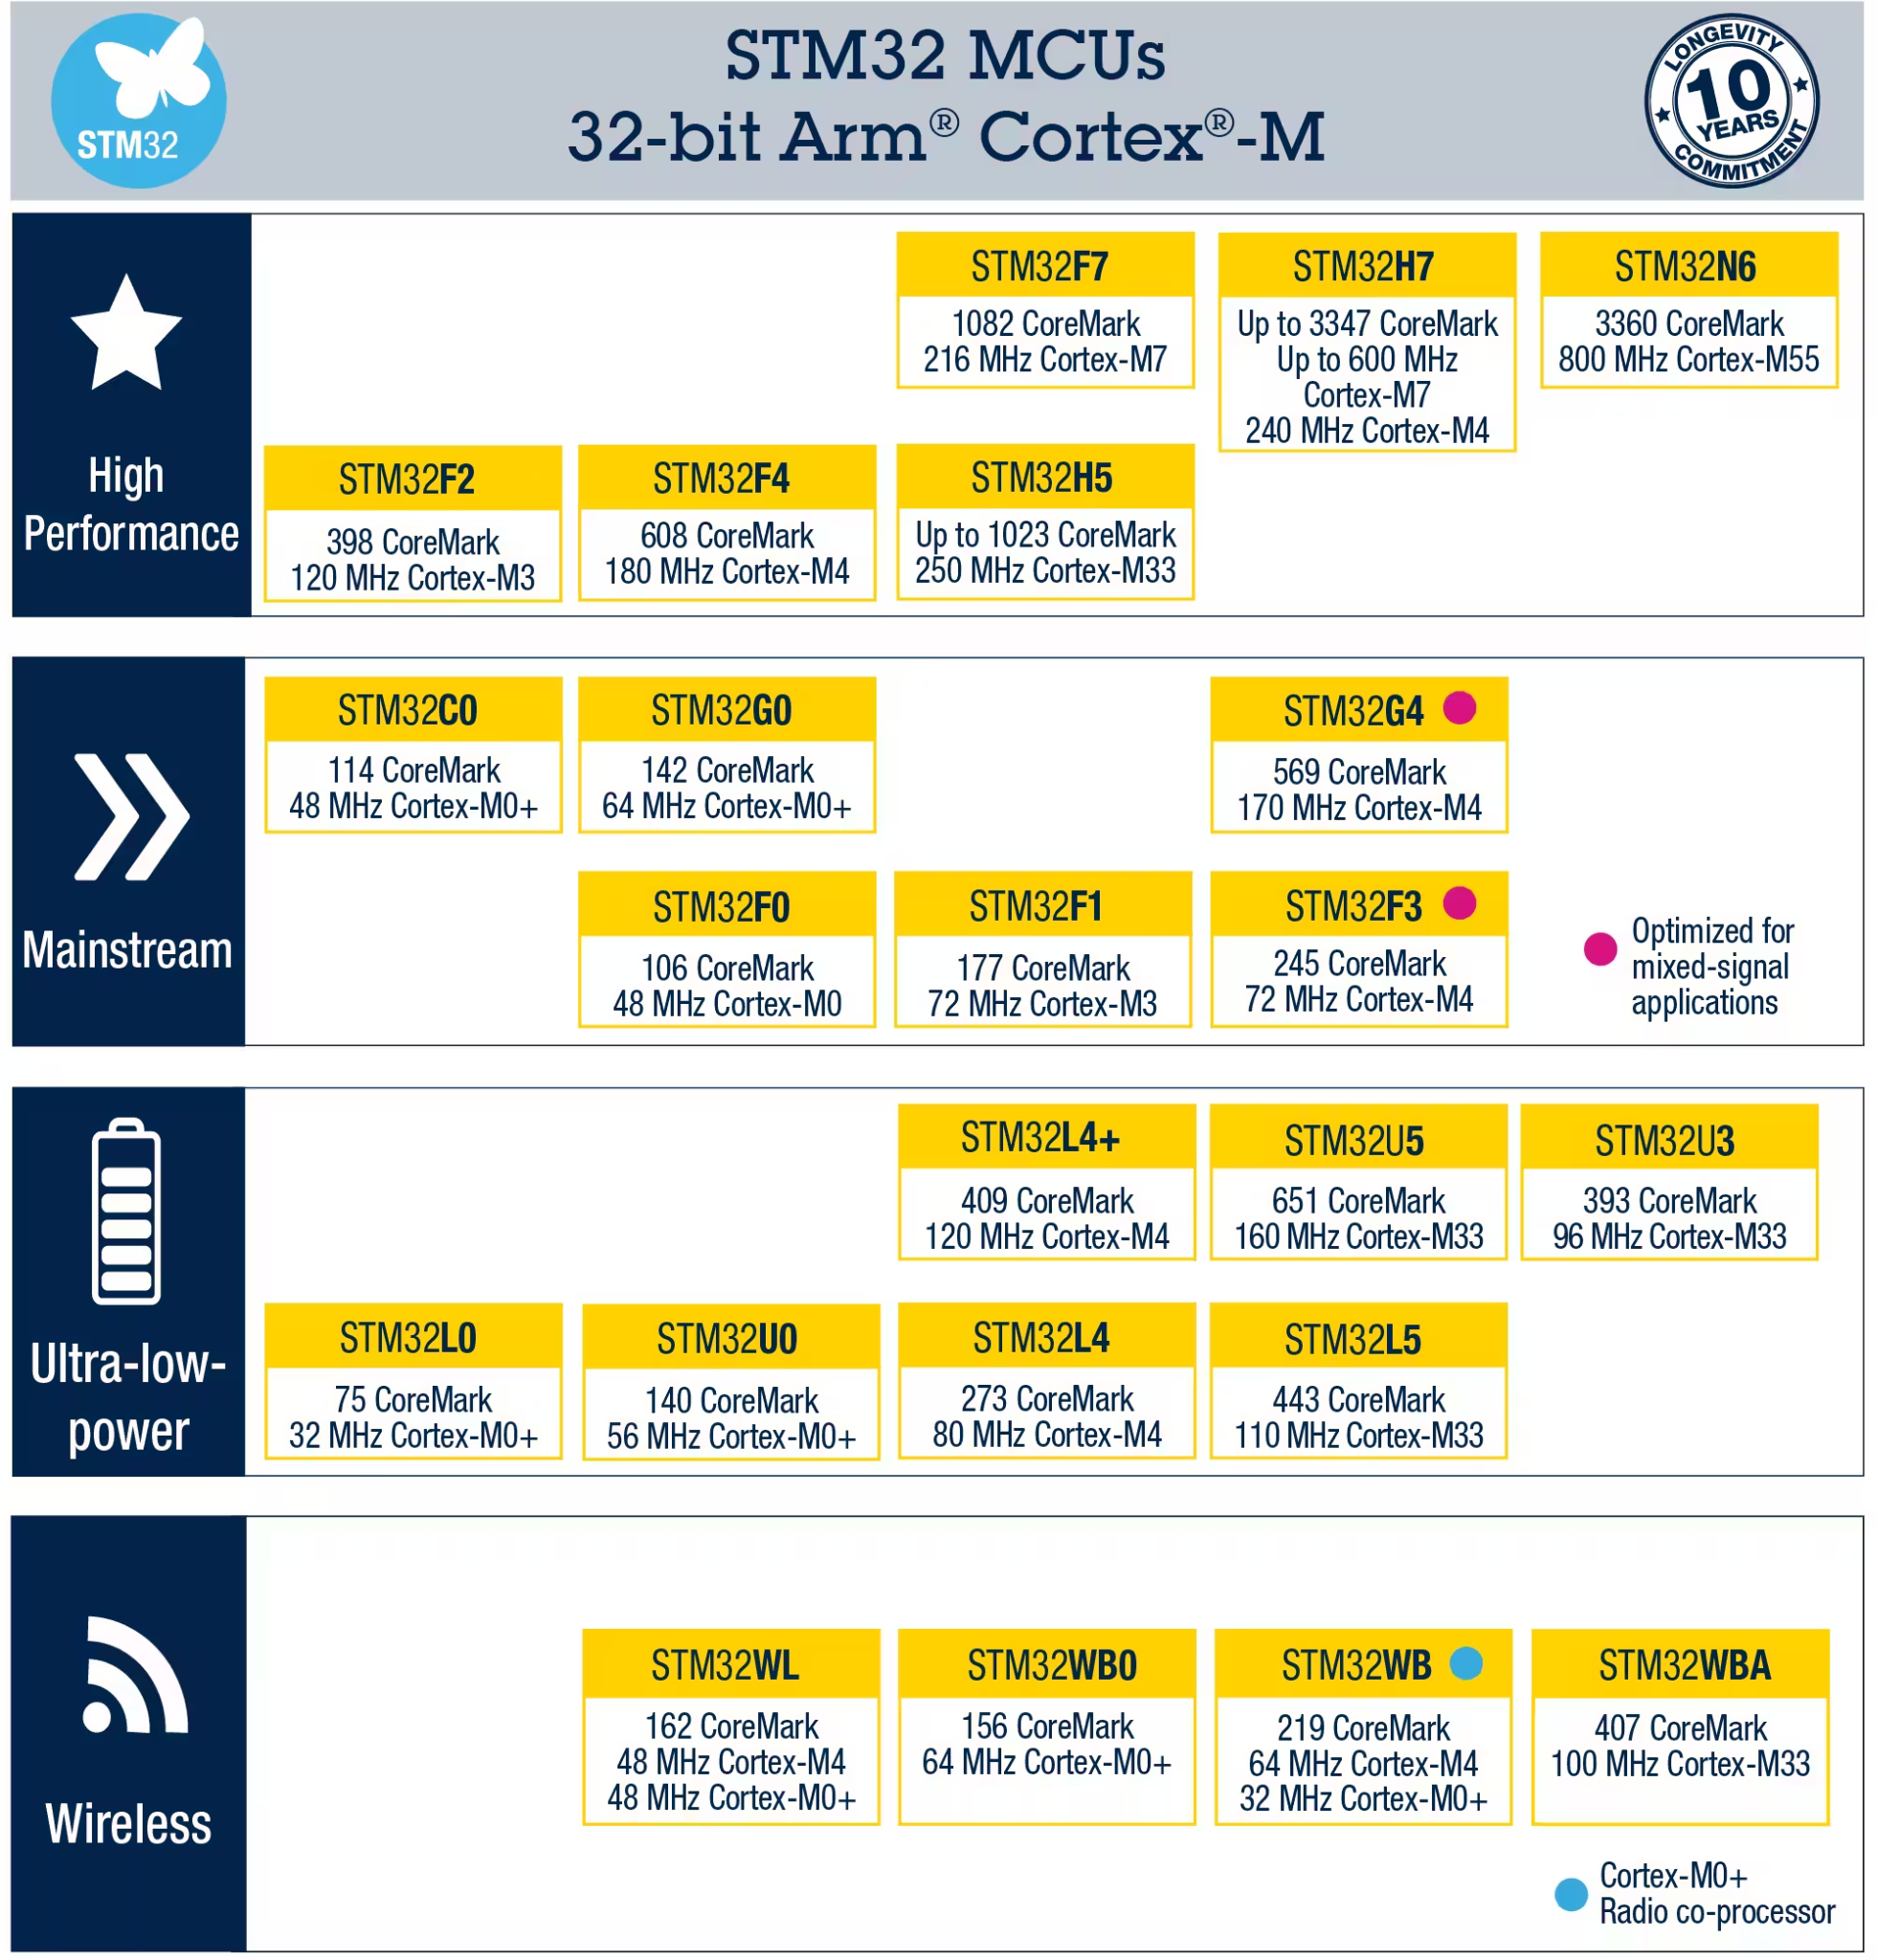 STM32
STM32 MCUs
32-bit Arm® Cortex®-M
LONGEVITY
10
YEARS
COMMITMENT
High
Performance
STM32F7
1082 CoreMark
216 MHz Cortex-M7
STM32H7
Up to 3347 CoreMark
Up to 600 MHz
Cortex-M7
240 MHz Cortex-M4
STM32N6
3360 CoreMark
800 MHz Cortex-M55
STM32F2
398 CoreMark
120 MHz Cortex-M3
STM32F4
608 CoreMark
180 MHz Cortex-M4
STM32H5
Up to 1023 CoreMark
250 MHz Cortex-M33
Mainstream
STM32C0
114 CoreMark
48 MHz Cortex-M0+
STM32G0
142 CoreMark
64 MHz Cortex-M0+
STM32G4
569 CoreMark
170 MHz Cortex-M4
STM32F0
106 CoreMark
48 MHz Cortex-M0
STM32F1
177 CoreMark
72 MHz Cortex-M3
STM32F3
245 CoreMark
72 MHz Cortex-M4
Optimized for
mixed-signal
applications
Ultra-low-
power
STM32L4+
409 CoreMark
120 MHz Cortex-M4
STM32U5
651 CoreMark
160 MHz Cortex-M33
STM32U3
393 CoreMark
96 MHz Cortex-M33
STM32L0
75 CoreMark
32 MHz Cortex-M0+
STM32U0
140 CoreMark
56 MHz Cortex-M0+
STM32L4
273 CoreMark
80 MHz Cortex-M4
STM32L5
443 CoreMark
110 MHz Cortex-M33
Wireless
STM32WL
162 CoreMark
48 MHz Cortex-M4
48 MHz Cortex-M0+
STM32WB0
156 CoreMark
64 MHz Cortex-M0+
STM32WB
219 CoreMark
64 MHz Cortex-M4
32 MHz Cortex-M0+
STM32WBA
407 CoreMark
100 MHz Cortex-M33
Cortex-M0+
Radio co-processor